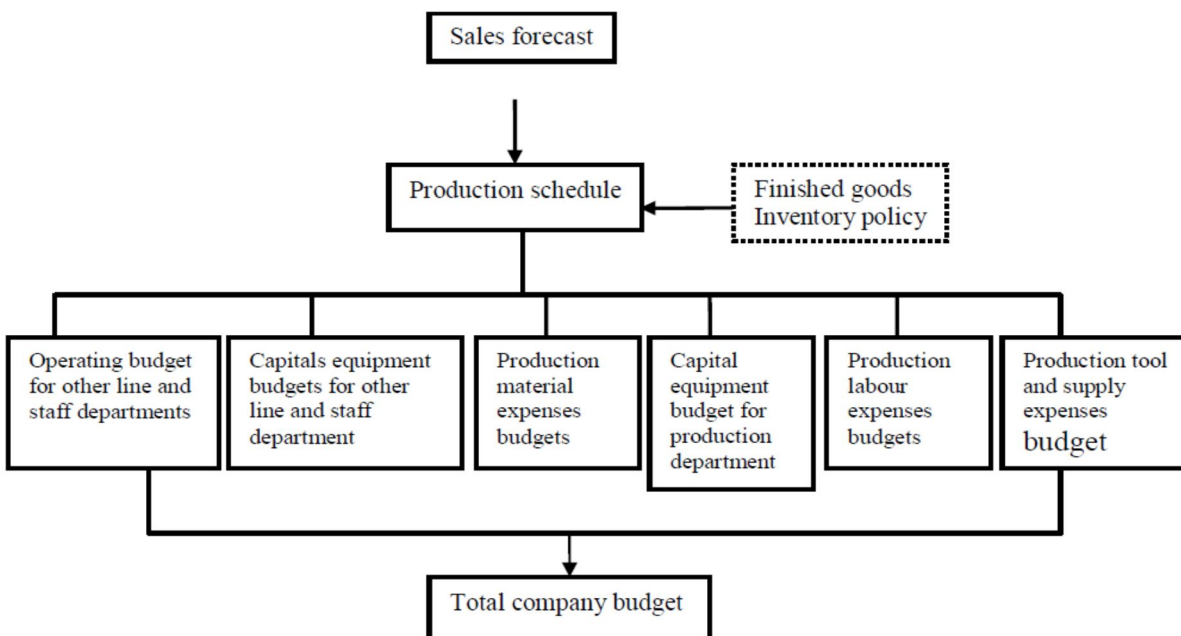 Sales forecast
Production schedule
Finished goods
Inventory policy
Operating budget
for other line and
staff departments
Capitals equipment
budgets for other
line and staff
department
Production
material
expenses
budgets
Capital
equipment
budget for
production
department
Production
labour
expenses
budgets
Production tool
and supply
expenses
budget
Total company budget